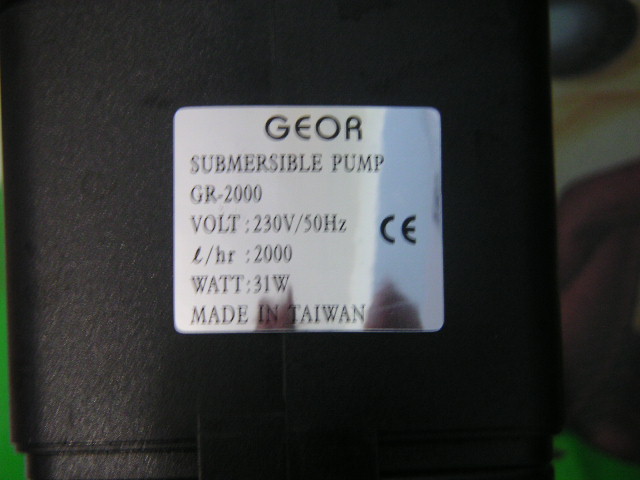 GEOR
SUBMERSIBLE PUMP
GR-2000
VOLT:230V/50Hz
CE
ℓ/hr :2000
WATT:31W
MADE IN TAIWAN